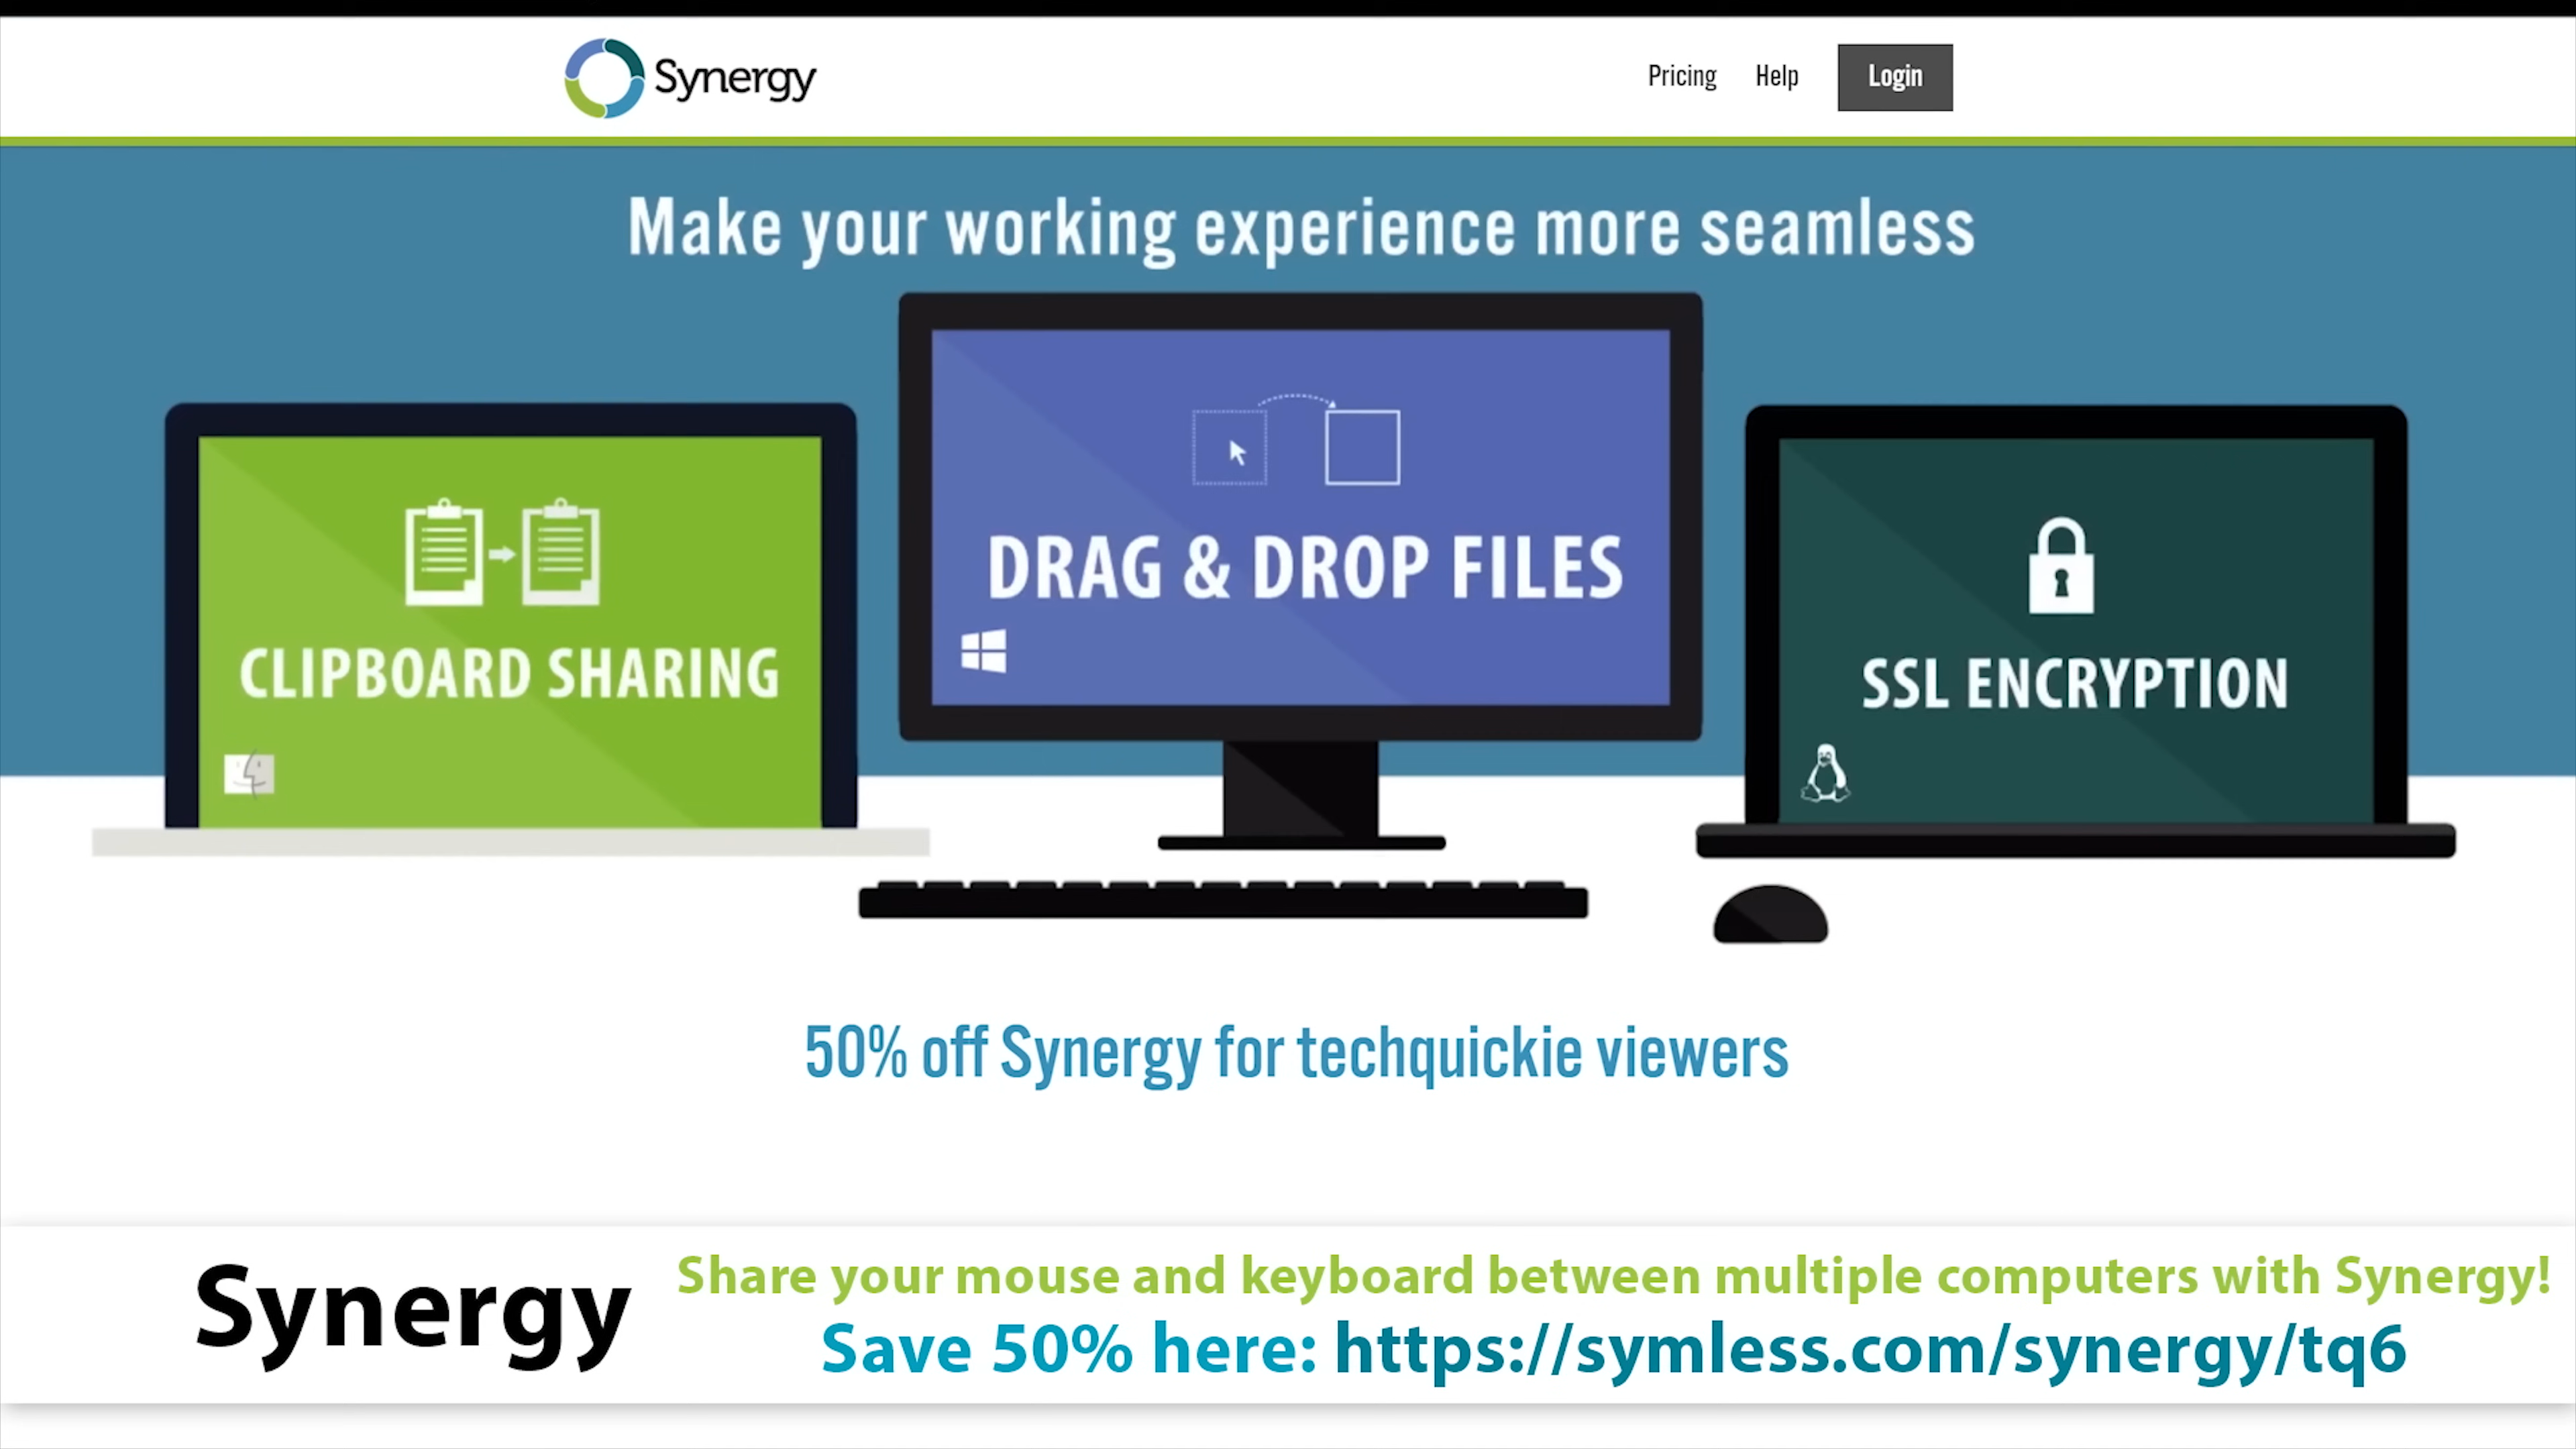 Synergy
Pricing
Help
Login
Make your working experience more seamless
CLIPBOARD SHARING
DRAG & DROP FILES
SSL ENCRYPTION
50% off Synergy for techquickie viewers
Synergy
Share your mouse and keyboard between multiple computers with Synergy!
Save 50% here: https://symless.com/synergy/tq6